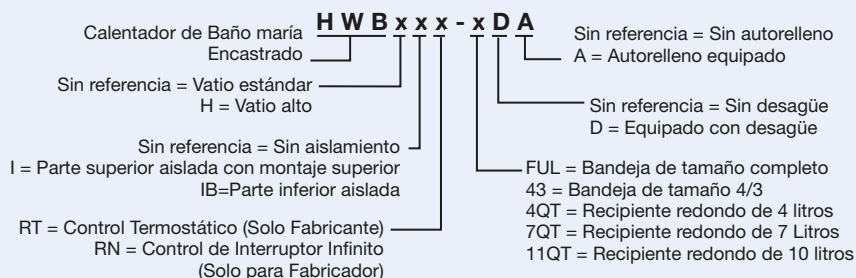 H W B x x x - x D A
Calentador de Baño maría
Encastrado
Sin referencia = Vatio estándar
H = Vatio alto
Sin referencia = Sin aislamiento
I = Parte superior aislada con montaje superior
IB=Parte inferior aislada
RT = Control Termostático (Solo Fabricante)
RN = Control de Interruptor Infinito
(Solo para Fabricador)
Sin referencia = Sin autorelleno
A = Autorelleno equipado
Sin referencia = Sin desagüe
D = Equipado con desagüe
FUL = Bandeja de tamaño completo
43 = Bandeja de tamaño 4/3
4QT = Recipiente redondo de 4 litros
7QT = Recipiente redondo de 7 Litros
11QT = Recipiente redondo de 10 litros